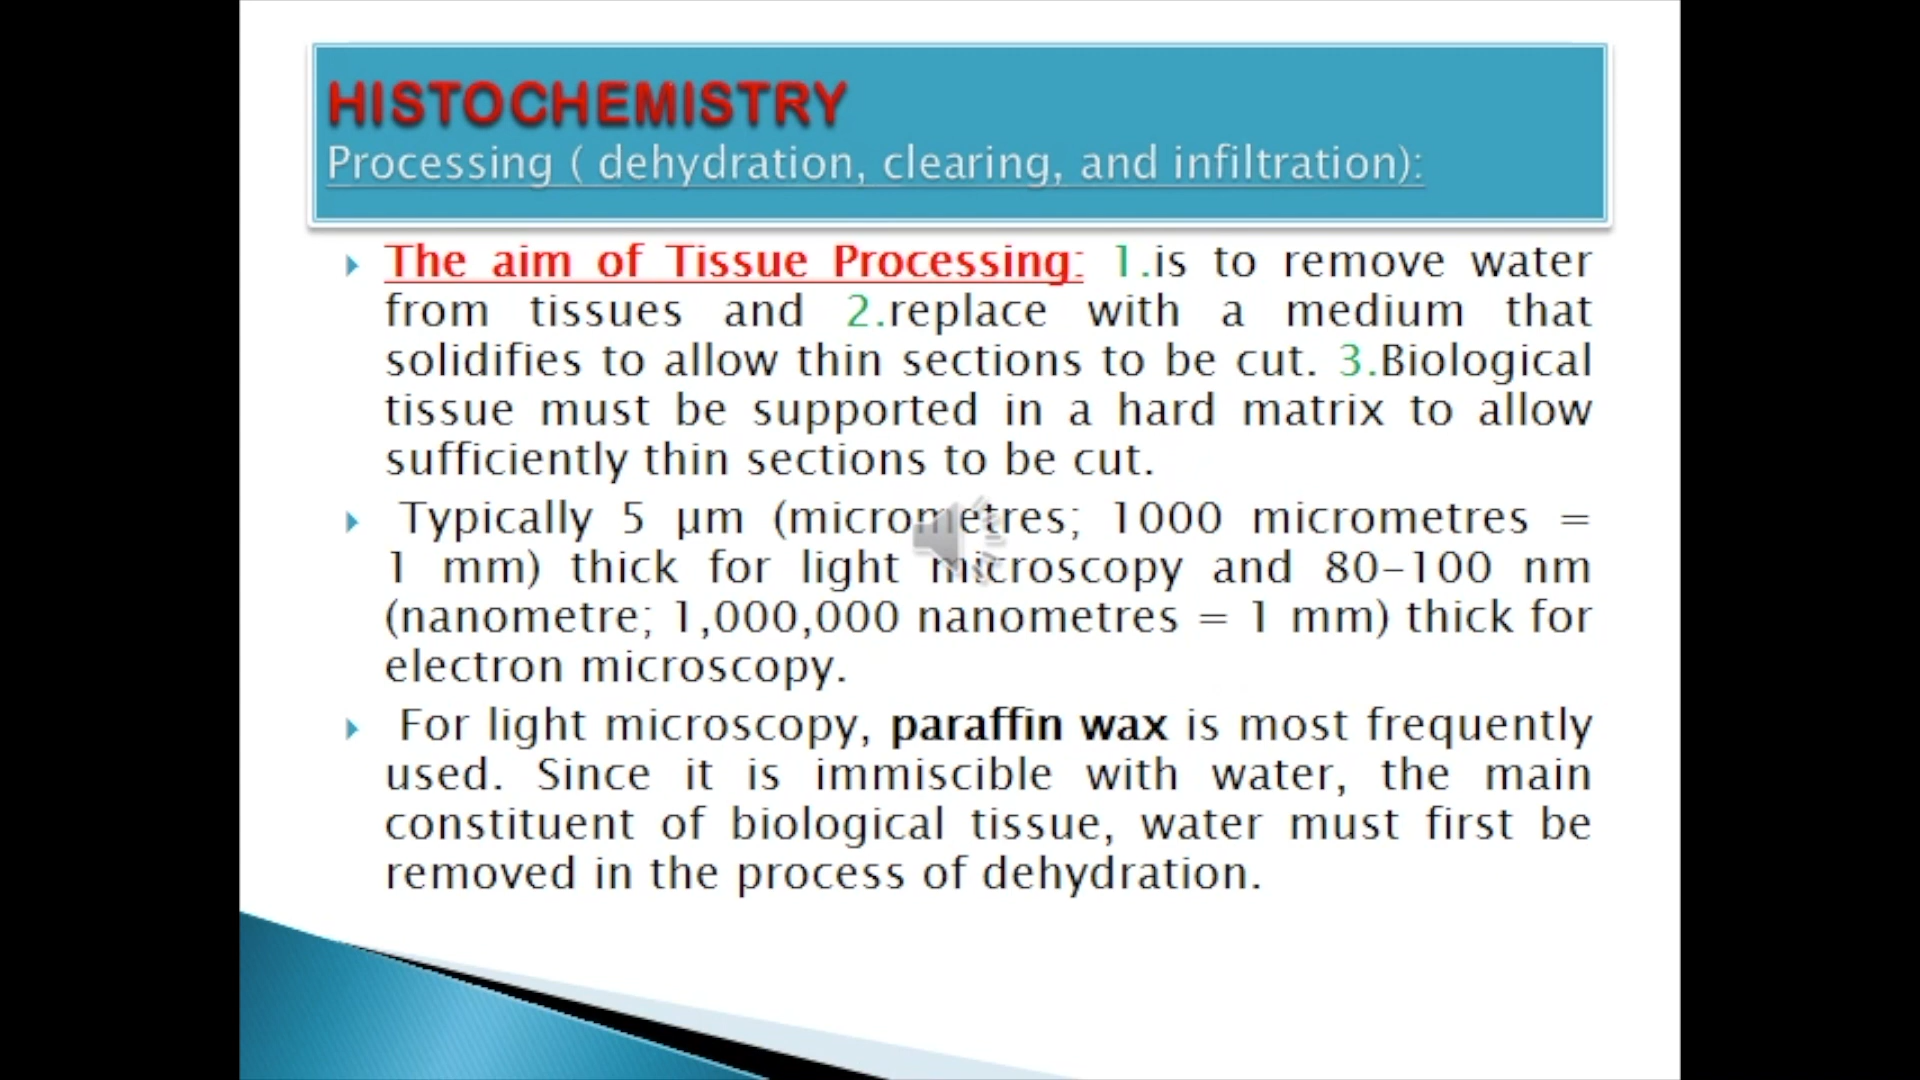 HISTOCHEMISTRY
Processing ( dehydration, clearing, and infiltration):
The aim of Tissue Processing: 1.is to remove water
from tissues and 2.replace with a medium that
solidifies to allow thin sections to be cut. 3.Biological
tissue must be supported in a hard matrix to allow
sufficiently thin sections to be cut.
Typically 5 µm (micrometres; 1000 micrometres =
1 mm) thick for light microscopy and 80–100 nm
(nanometre; 1,000,000 nanometres = 1 mm) thick for
electron microscopy.
For light microscopy, paraffin wax is most frequently
used. Since it is immiscible with water, the main
constituent of biological tissue, water must first be
removed in the process of dehydration.